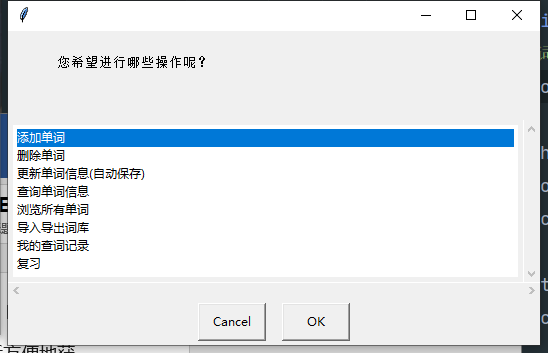 您希望进行哪些操作呢?
添加单词
删除单词
更新单词信息(自动保存)
查询单词信息
浏览所有单词
导入导出词库
我的查词记录
复习
Cancel
OK